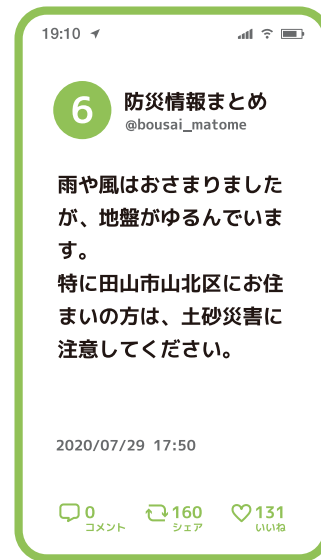 19:10
6
防災情報まとめ
@bousai_matome
雨や風はおさまりました
が、地盤がゆるんでいま
す。
特に田山市山北区にお住
まいの方は、土砂災害に
注意してください。
2020/07/29 17:50
0
コメント
160
シェア
131
いいね